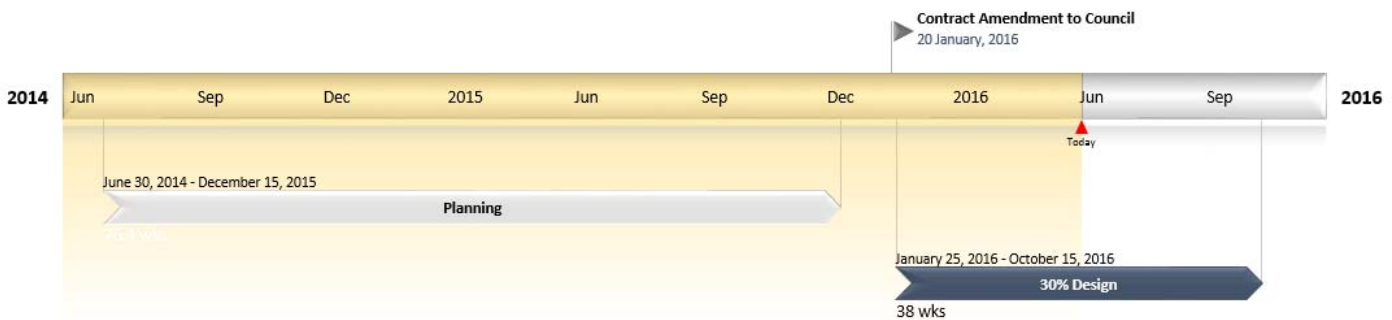 Contract Amendment to Council
20 January, 2016
2014 Jun Sep Dec 2015 Jun Sep Dec 2016 Jun Sep 2016
Today
June 30, 2014 - December 15, 2015
Planning
wks
January 25, 2016 - October 15, 2016
30% Design
38 wks